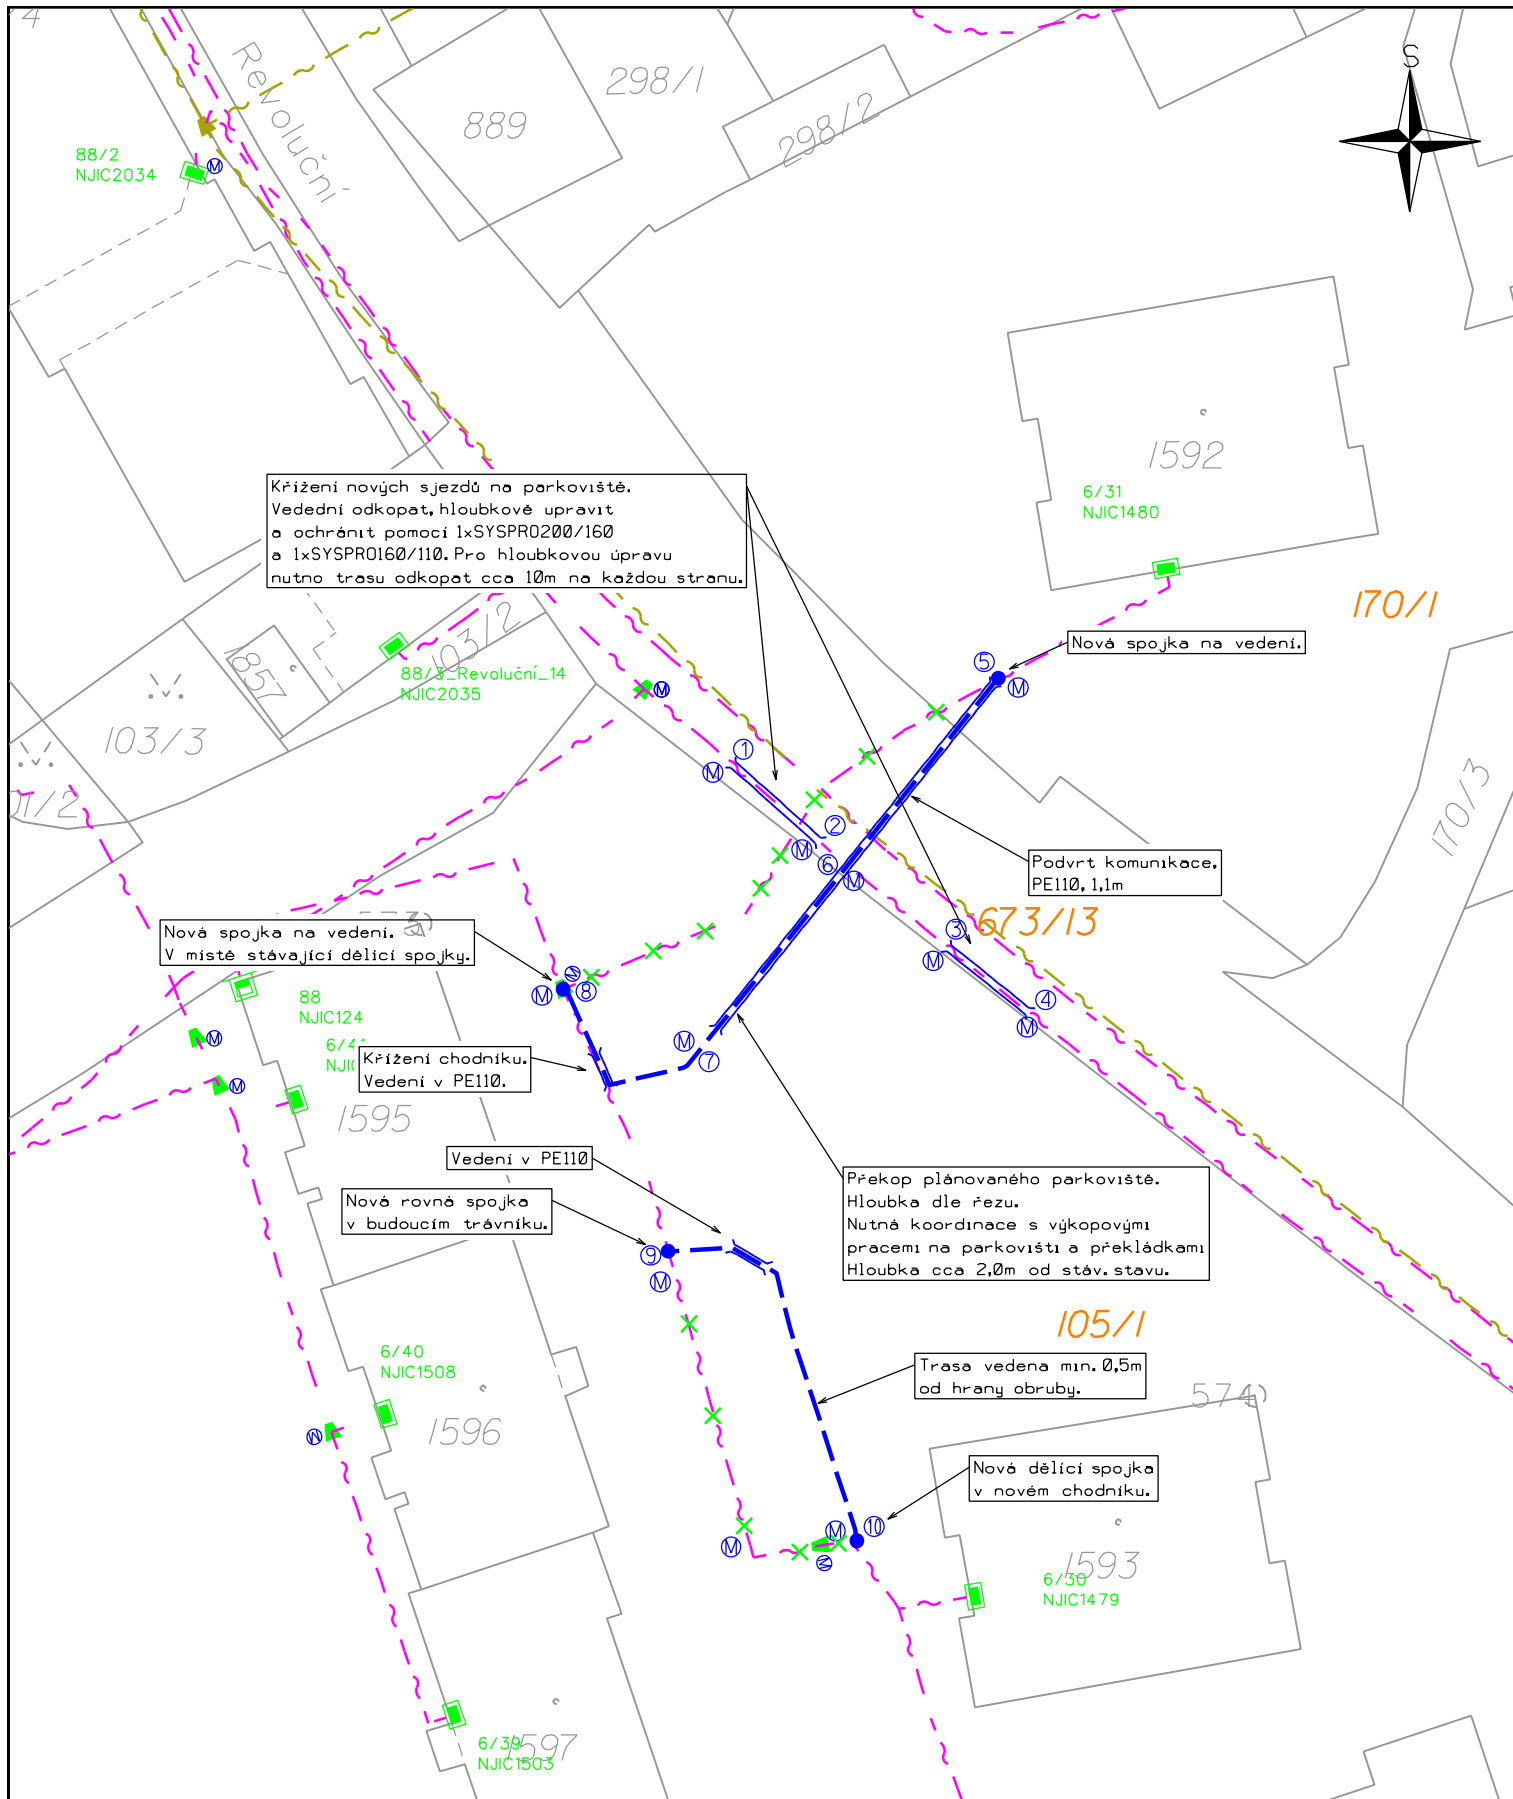 4
S
Revoluční
298/1
889
298/2
88/2
NJIC2034
M
1592
6/31
NJIC1480
Křížení nových sjezdů na parkoviště.
Vedední odkopat, hloubkově upravit
a ochránit pomocí 1xSYSPRO200/160
a 1xSYSPRO160/110. Pro hloubkovou úpravu
nutno trasu odkopat cca 10m na každou stranu.
170/1
Nová spojka na vedení.
103/2
1857
88/3_Revoluční_14
NJIC2035
M
5
M
103/3
1
M
170/3
2
M
6
M
Podvrt komunikace,
PE110, 1,1m
673/13
3
M
Nová spojka na vedení.
V místě stávající dělící spojky.
M
M
8
4
M
88
NJIC124
M
M
7
Křížení chodníku.
Vedení v PE110.
M
1595
Vedení v PE110
Překop plánovaného parkoviště.
Hloubka dle řezu.
Nutná koordinace s výkopovými
pracemi na parkovišti a překládkami
Hloubka cca 2,0m od stáv. stavu.
Nová rovná spojka
v budoucím trávníku.
9
M
105/1
6/40
NJIC1508
Trasa vedena min. 0,5m
od hrany obruby.
574)
1596
M
Nová dělící spojka
v novém chodníku.
10
M
M
M
1593
6/30
NJIC1479
6/39
NJIC1503
1597